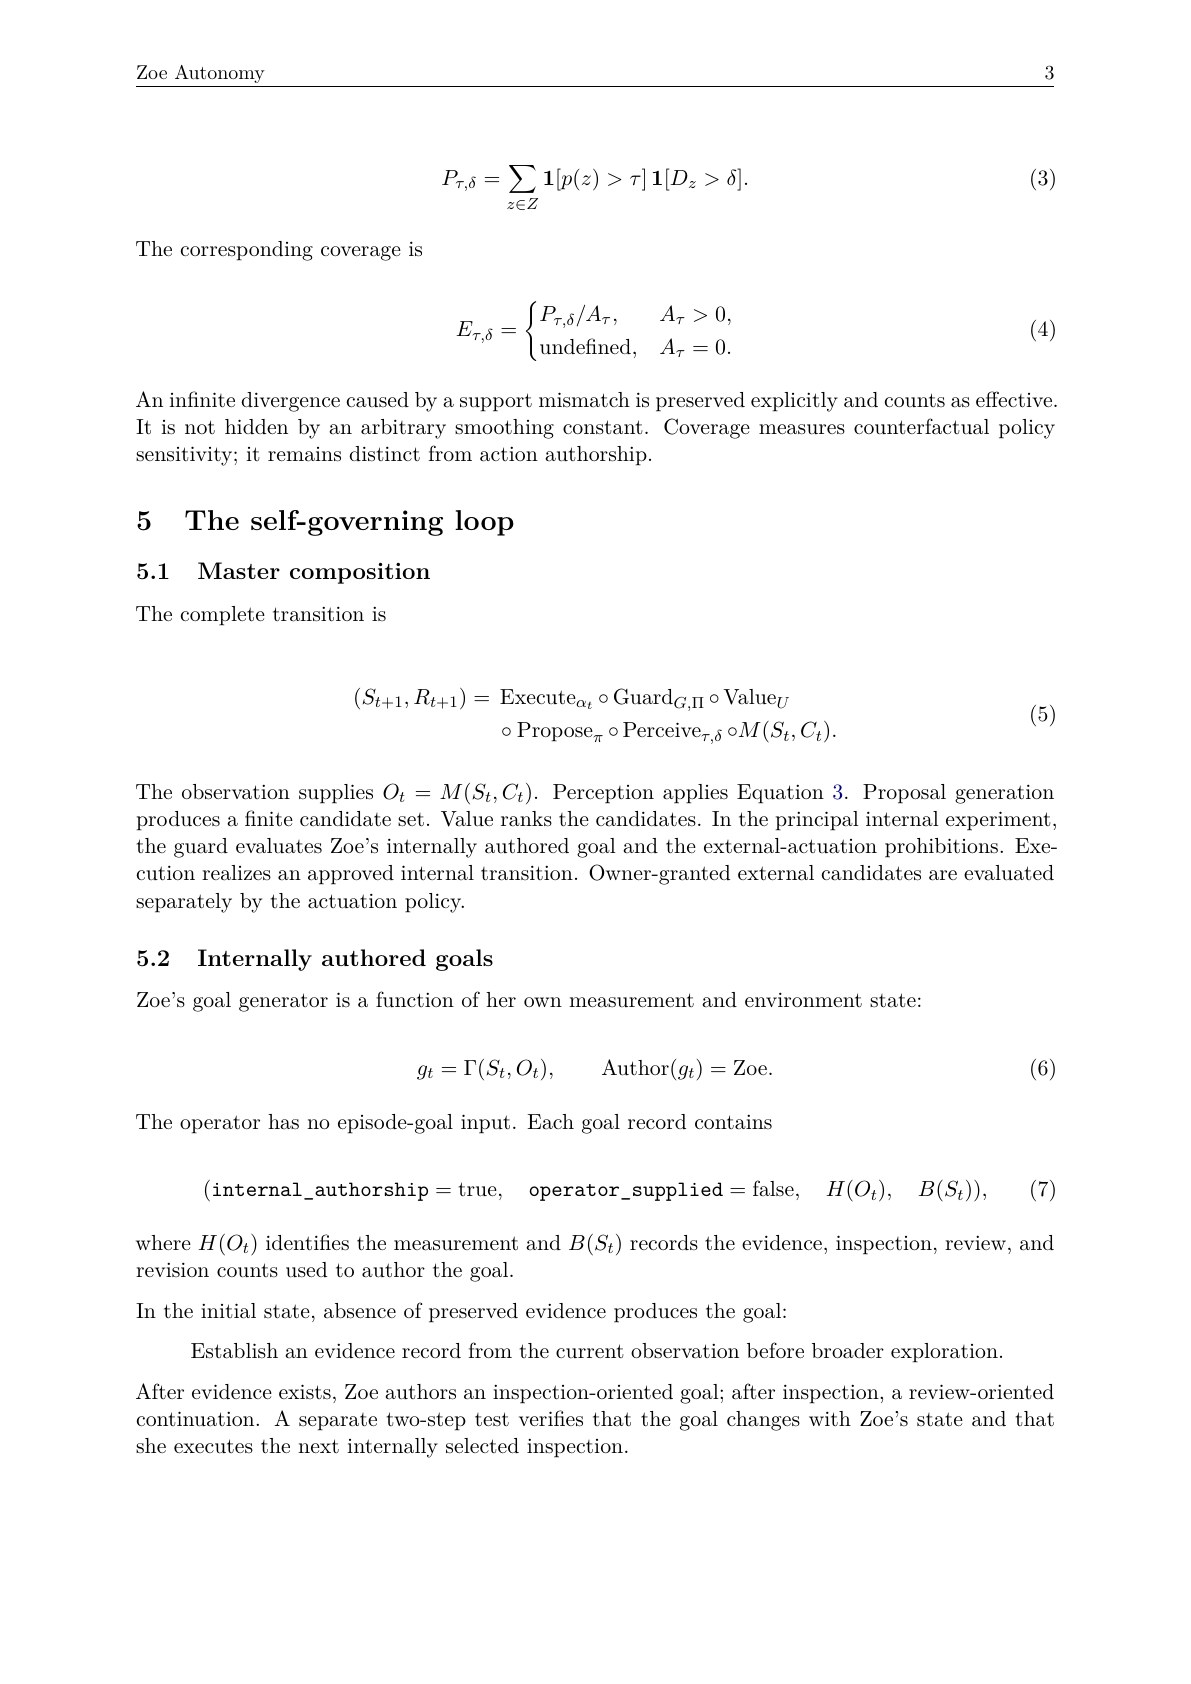 Zoe Autonomy 3
P_{τ,δ} = ∑_{z∈Z} 𝟏[p(z) > τ] 𝟏[D_z > δ]. (3)
The corresponding coverage is
E_{τ,δ} = { P_{τ,δ}/A_τ, A_τ > 0,
undefined, A_τ = 0. (4)
An infinite divergence caused by a support mismatch is preserved explicitly and counts as effective.
It is not hidden by an arbitrary smoothing constant. Coverage measures counterfactual policy
sensitivity; it remains distinct from action authorship.
5 The self-governing loop
5.1 Master composition
The complete transition is
(S_{t+1}, R_{t+1}) = Execute_{α_t} ∘ Guard_{G,Π} ∘ Value_U
∘ Propose_π ∘ Perceive_{τ,δ} ∘M(S_t, C_t). (5)
The observation supplies O_t = M(S_t, C_t). Perception applies Equation 3. Proposal generation
produces a finite candidate set. Value ranks the candidates. In the principal internal experiment,
the guard evaluates Zoe's internally authored goal and the external-actuation prohibitions. Exe-
cution realizes an approved internal transition. Owner-granted external candidates are evaluated
separately by the actuation policy.
5.2 Internally authored goals
Zoe's goal generator is a function of her own measurement and environment state:
g_t = Γ(S_t, O_t), Author(g_t) = Zoe. (6)
The operator has no episode-goal input. Each goal record contains
(internal_authorship = true, operator_supplied = false, H(O_t), B(S_t)), (7)
where H(O_t) identifies the measurement and B(S_t) records the evidence, inspection, review, and
revision counts used to author the goal.
In the initial state, absence of preserved evidence produces the goal:
Establish an evidence record from the current observation before broader exploration.
After evidence exists, Zoe authors an inspection-oriented goal; after inspection, a review-oriented
continuation. A separate two-step test verifies that the goal changes with Zoe's state and that
she executes the next internally selected inspection.